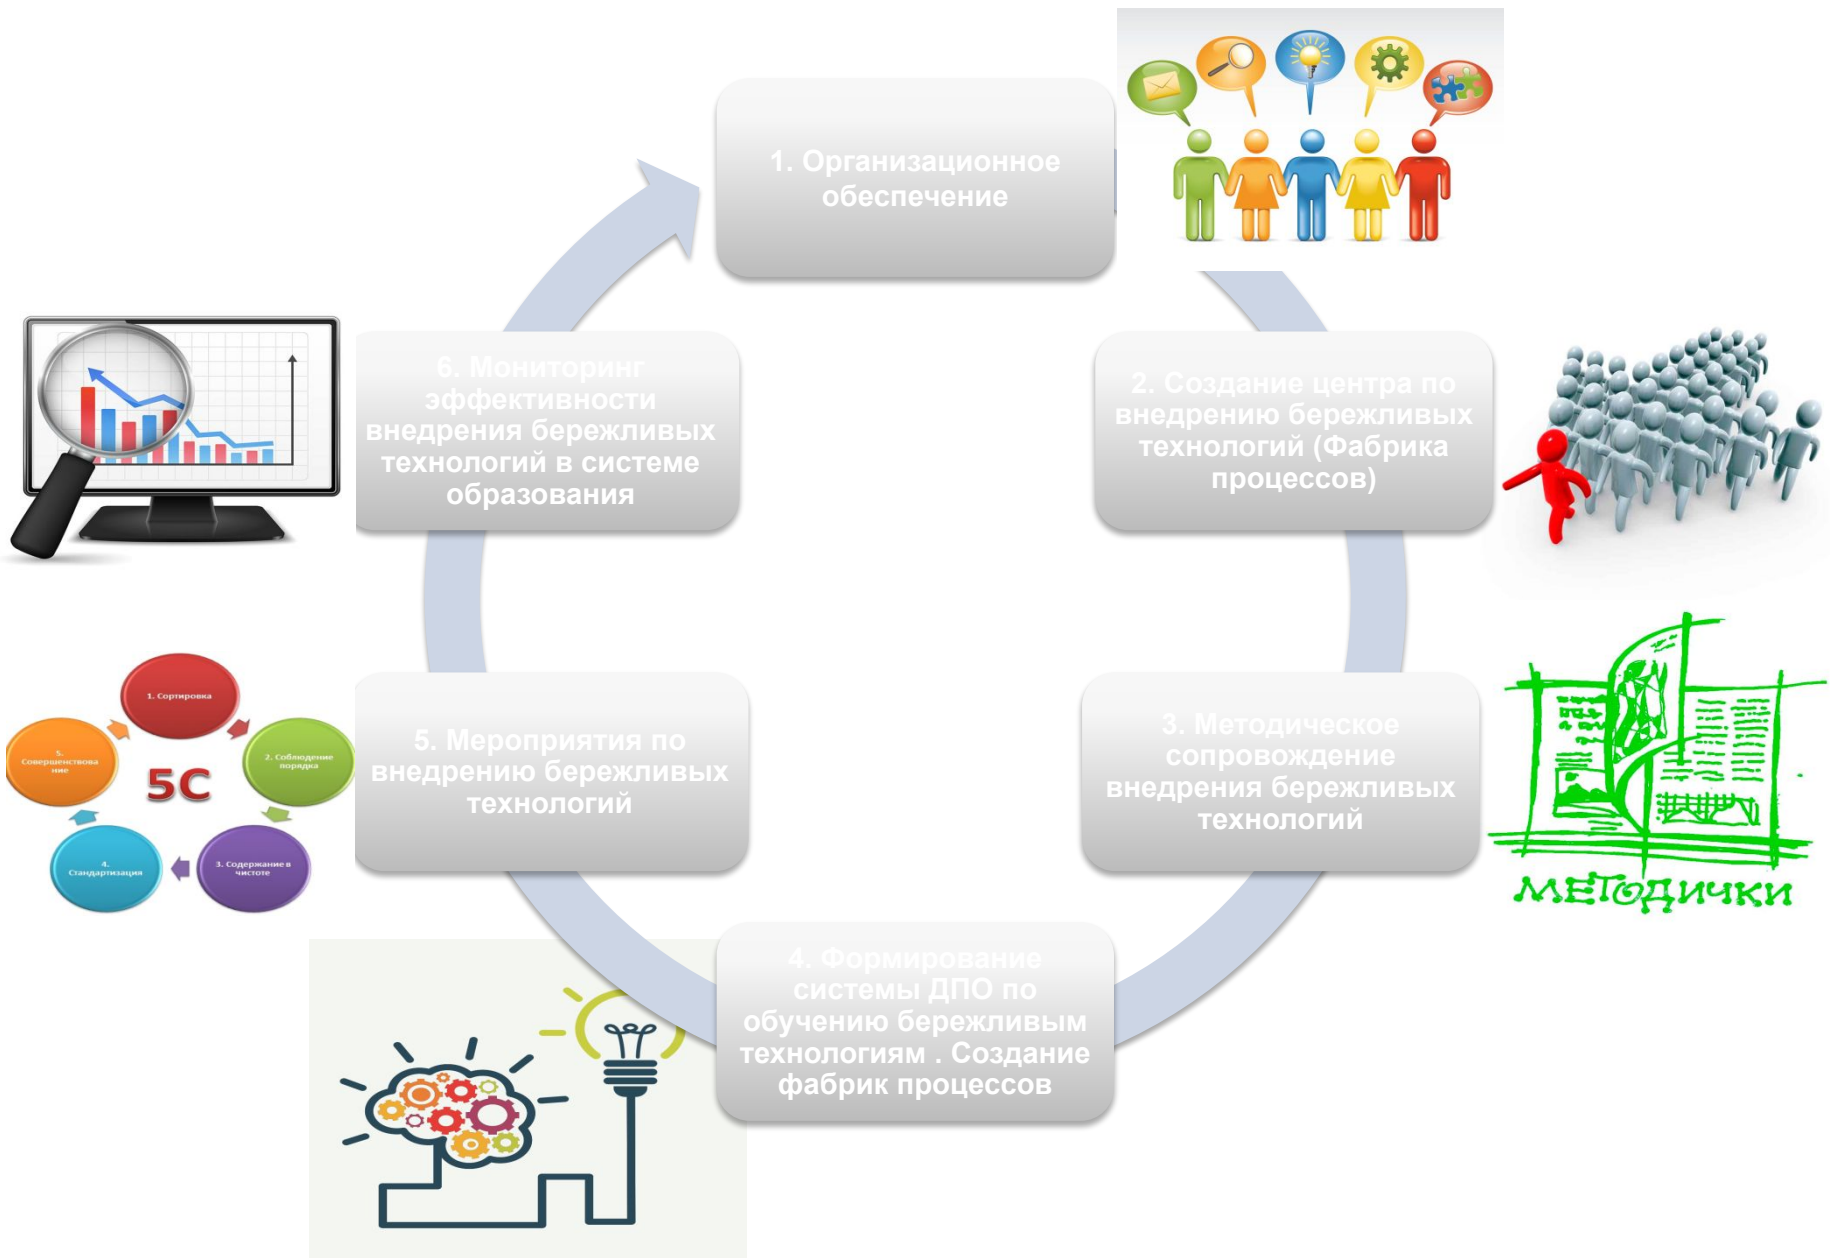 1. Организационное
обеспечение
2. Создание центра по
внедрению бережливых
технологий (Фабрика
процессов)
3. Методическое
сопровождение
внедрения бережливых
технологий
МЕТОДИЧКИ
4. Формирование
системы ДПО по
обучению бережливым
технологиям . Создание
фабрик процессов
5. Мероприятия по
внедрению бережливых
технологий
1. Сортировка
2. Соблюдение
порядка
3. Содержание в
чистоте
4.
Стандартизация
5.
Совершенствова
ние
5С
6. Мониторинг
эффективности
внедрения бережливых
технологий в системе
образования